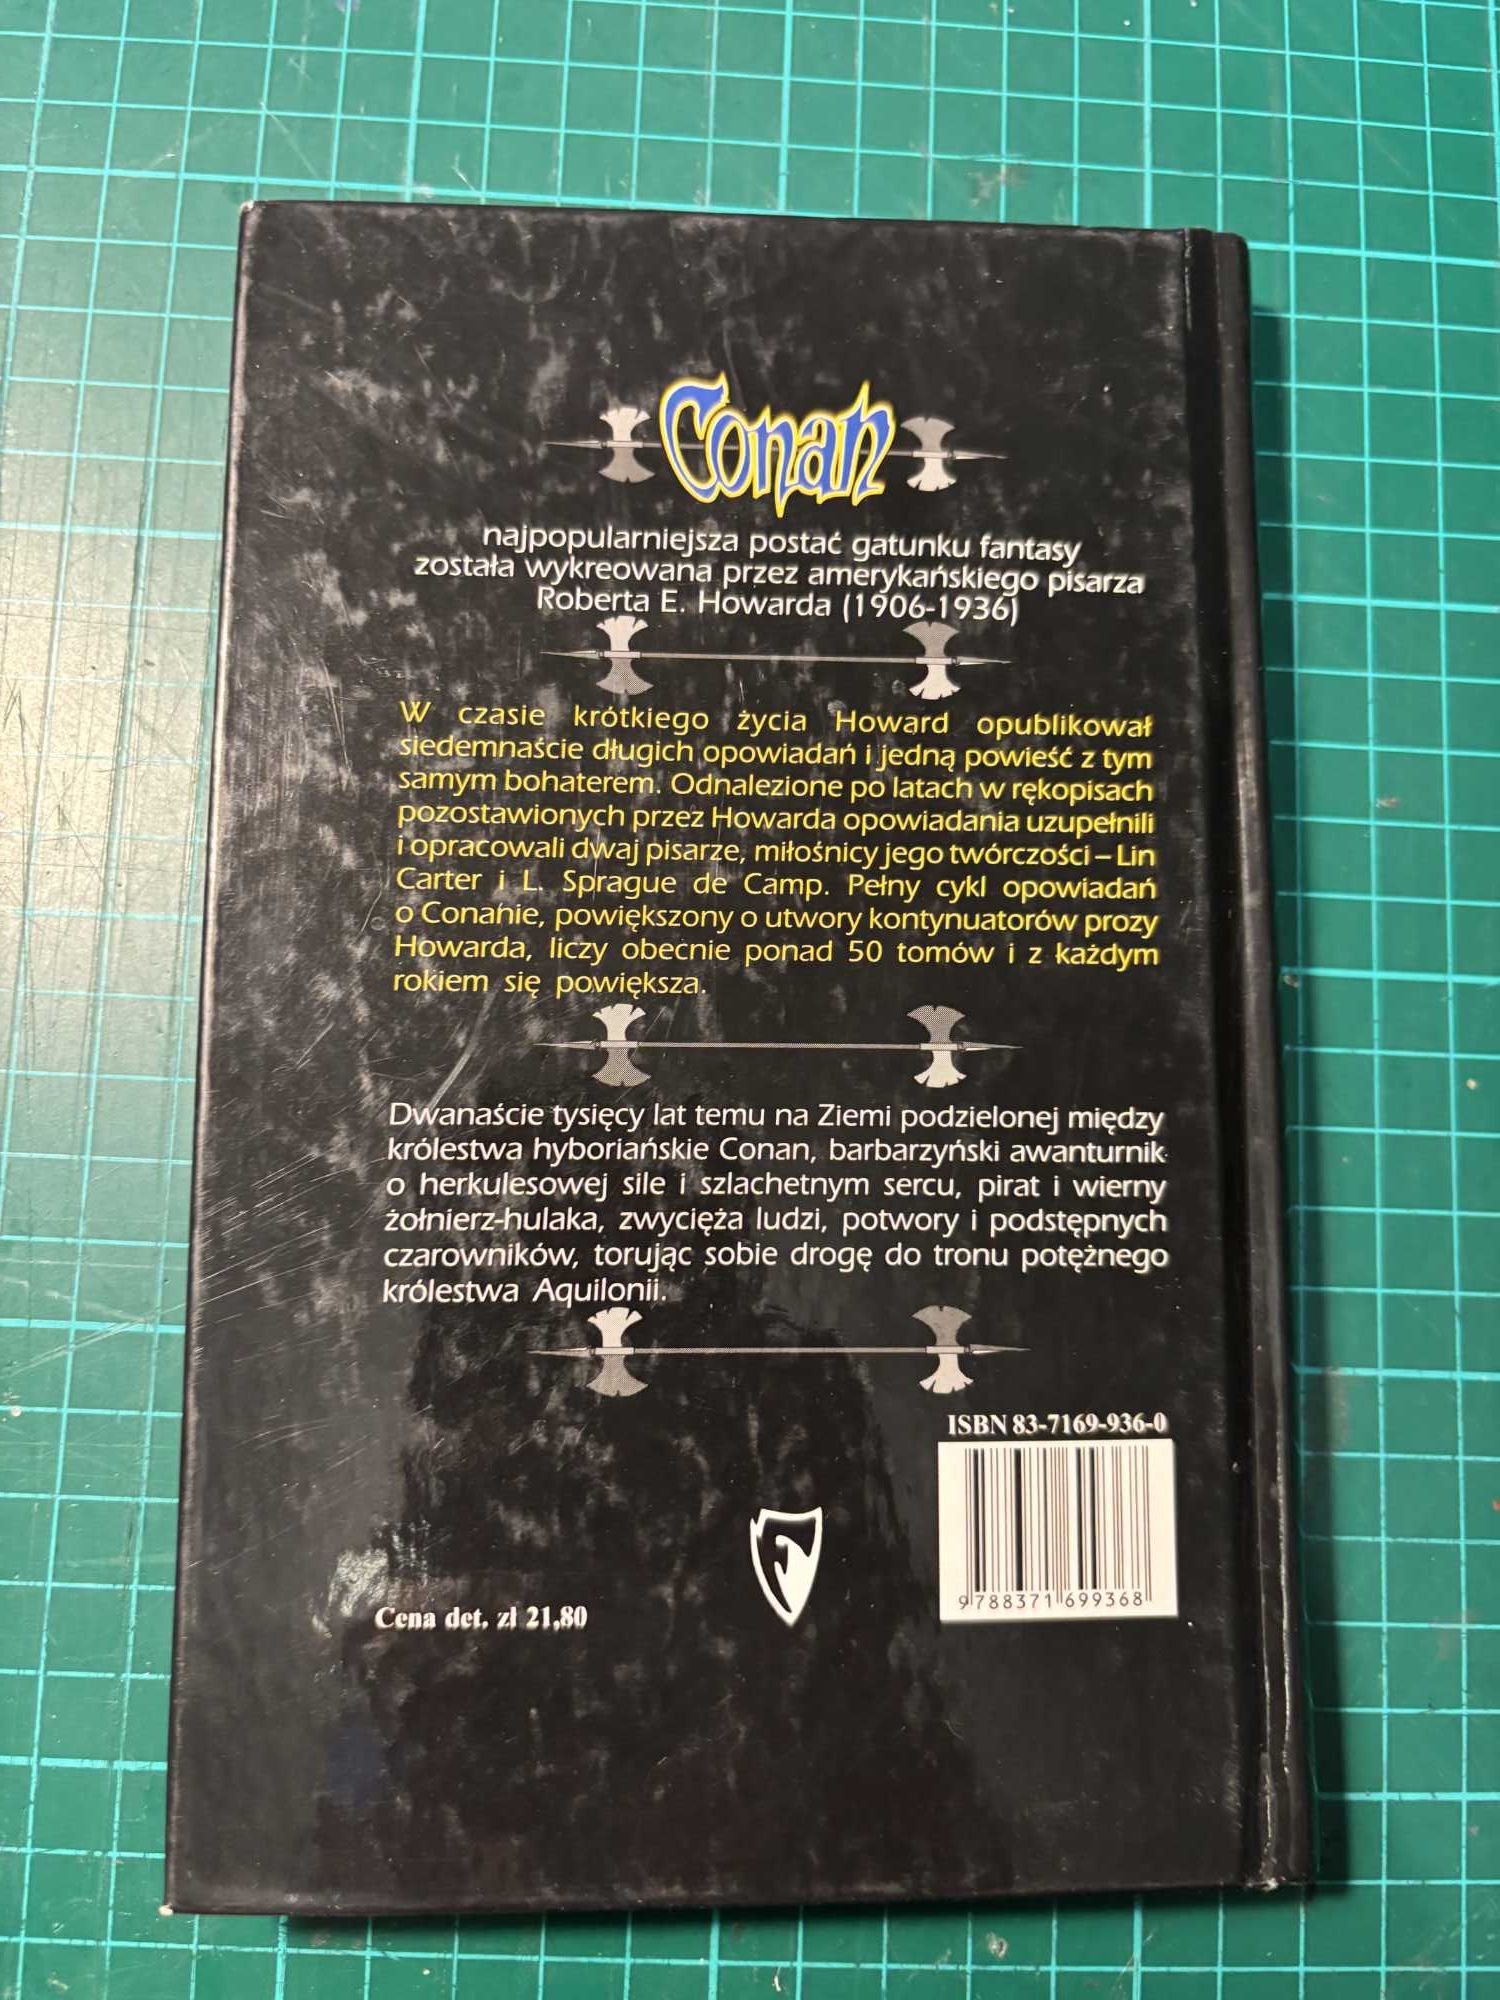 Conan
najpopularniejsza postać gatunku fantasy
została wykreowana przez amerykańskiego pisarza
Roberta E. Howarda (1906-1936)
W czasie krótkiego życia Howard opublikował
siedemnaście długich opowiadań i jedną powieść z tym
samym bohaterem. Odnalezione po latach w rękopisach
pozostawionych przez Howarda opowiadania uzupełnili
i opracowali dwaj pisarze, miłośnicy jego twórczości – Lin
Carter i L. Sprague de Camp. Pełny cykl opowiadań
o Conanie, powiększony o utwory kontynuatorów prozy
Howarda, liczy obecnie ponad 50 tomów i z każdym
rokiem się powiększa.
Dwanaście tysięcy lat temu na Ziemi podzielonej między
królestwa hyboriańskie Conan, barbarzyński awanturnik
o herkulesowej sile i szlachetnym sercu, pirat i wierny
żołnierz-hulaka, zwycięża ludzi, potwory i podstępnych
czarowników, torując sobie drogę do tronu potężnego
królestwa Aquilonii.
ISBN 83-7169-936-0
9788371699368
Cena det. zł 21,80